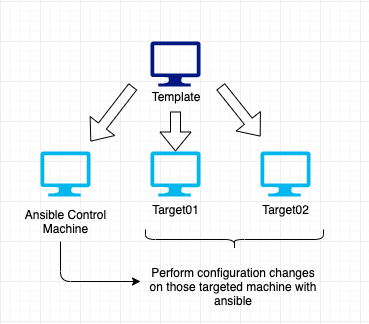 Template
Ansible Control
Machine
Target01
Target02
Perform configuration changes
on those targeted machine with
ansible